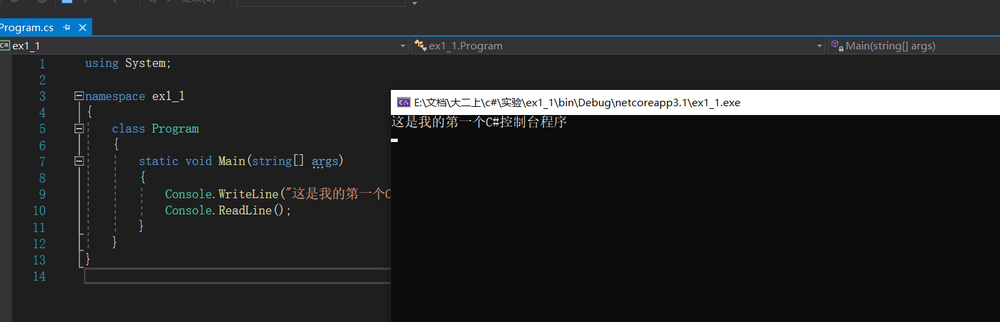 Program.cs
C# ex1_1
ex1_1.Program
Main(string[] args)
1 using System;
2
3 namespace ex1_1
4 {
5 class Program
6 {
7 static void Main(string[] args)
8 {
9 Console.WriteLine("这是我的第一个C
10 Console.ReadLine();
11 }
12 }
13 }
14
C:\ E:\文档\大二上\c#\实验\ex1_1\bin\Debug\netcoreapp3.1\ex1_1.exe
这是我的第一个C#控制台程序